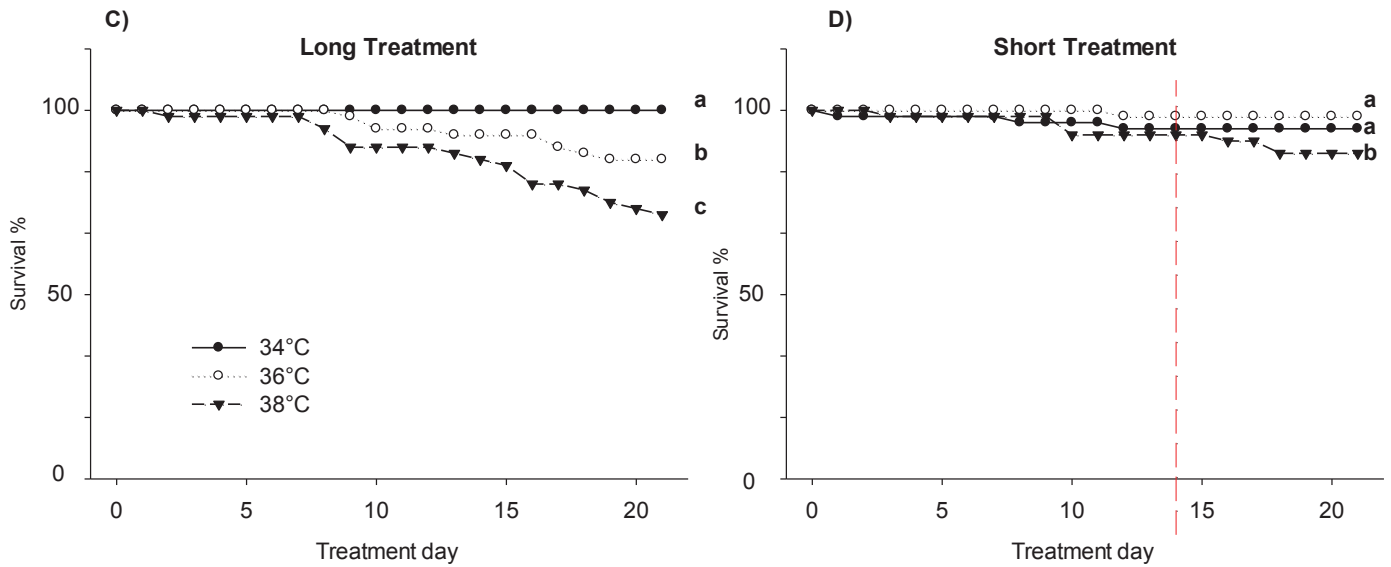 C)
Long Treatment
100
50
0
Survival %
a
b
c
34°C
36°C
38°C
0 5 10 15 20
Treatment day
D)
Short Treatment
100
50
0
Survival %
a
a
b
0 5 10 15 20
Treatment day